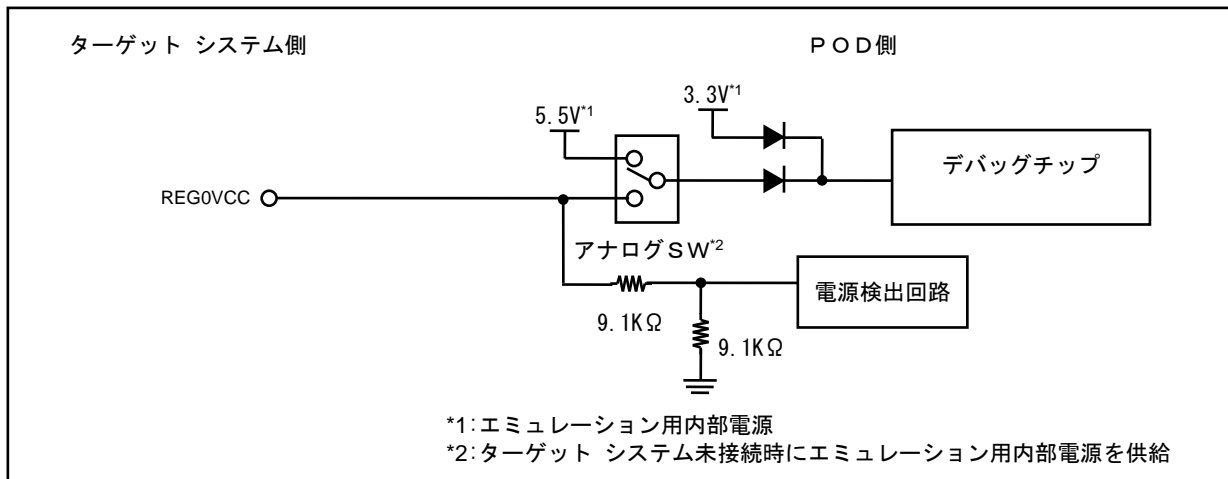 ターゲット システム側
ＰＯＤ側
5.5V*1
3.3V*1
デバッグチップ
REG0VCC
アナログＳＷ*2
電源検出回路
9.1KΩ
9.1KΩ
*1:エミュレーション用内部電源
*2:ターゲット システム未接続時にエミュレーション用内部電源を供給